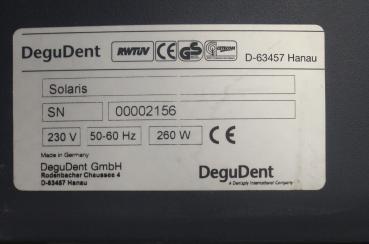 DeguDent RWTÜV CE GS D-63457 Hanau
Solaris
SN 00002156
230 V 50-60 Hz 260 W CE
Made in Germany
DeguDent GmbH
Rodenbacher Chaussee 4
D-63457 Hanau
DeguDent
A Dentsply International Company